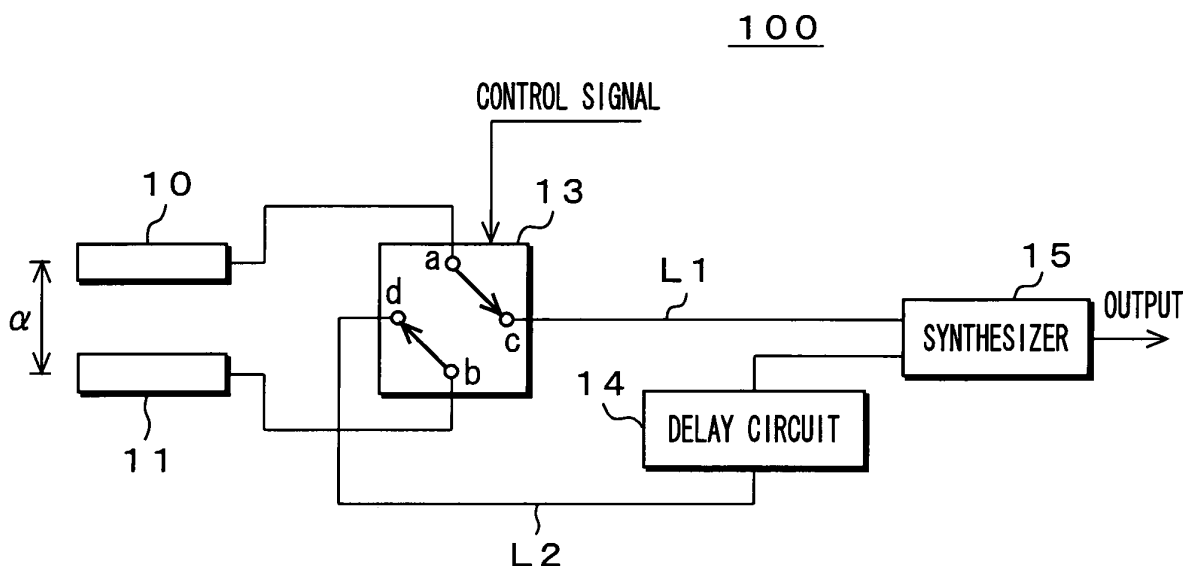 100
CONTROL SIGNAL
10
13
a
d
c
b
α
11
L1
15
SYNTHESIZER
OUTPUT
14
DELAY CIRCUIT
L2